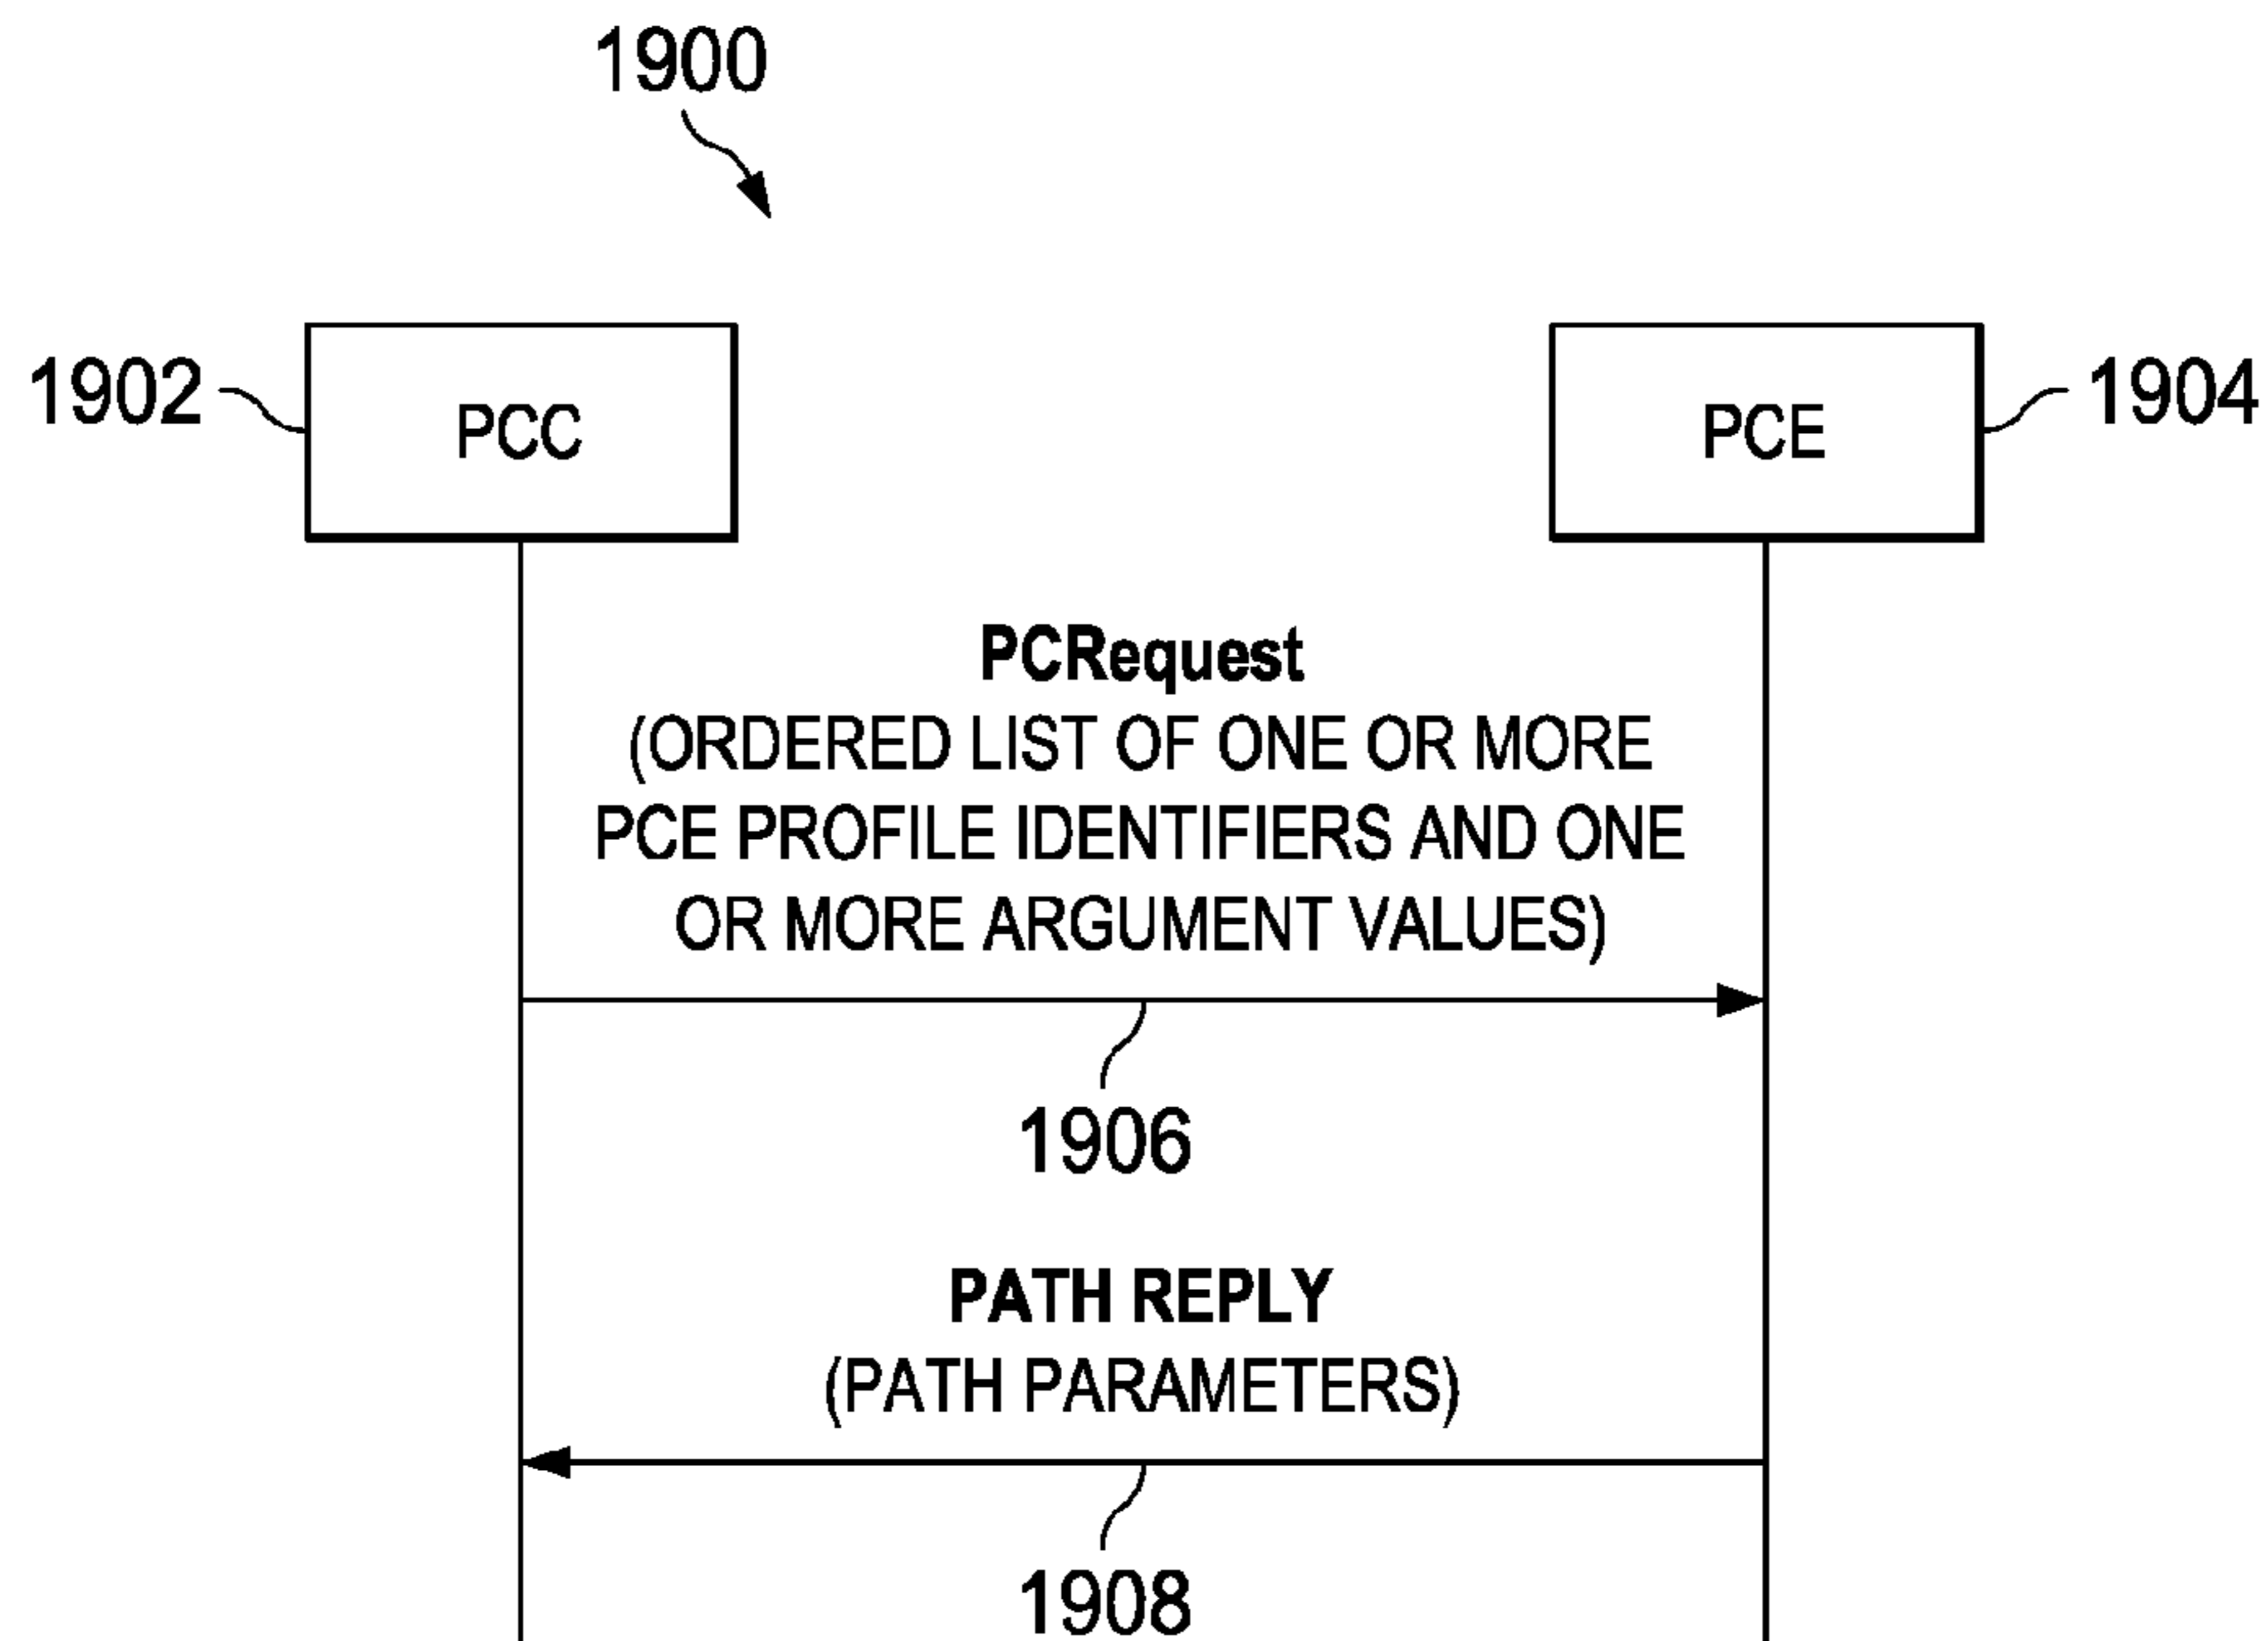 1900
1902
PCC
PCE
1904
PCRequest
(ORDERED LIST OF ONE OR MORE
PCE PROFILE IDENTIFIERS AND ONE
OR MORE ARGUMENT VALUES)
1906
PATH REPLY
(PATH PARAMETERS)
1908